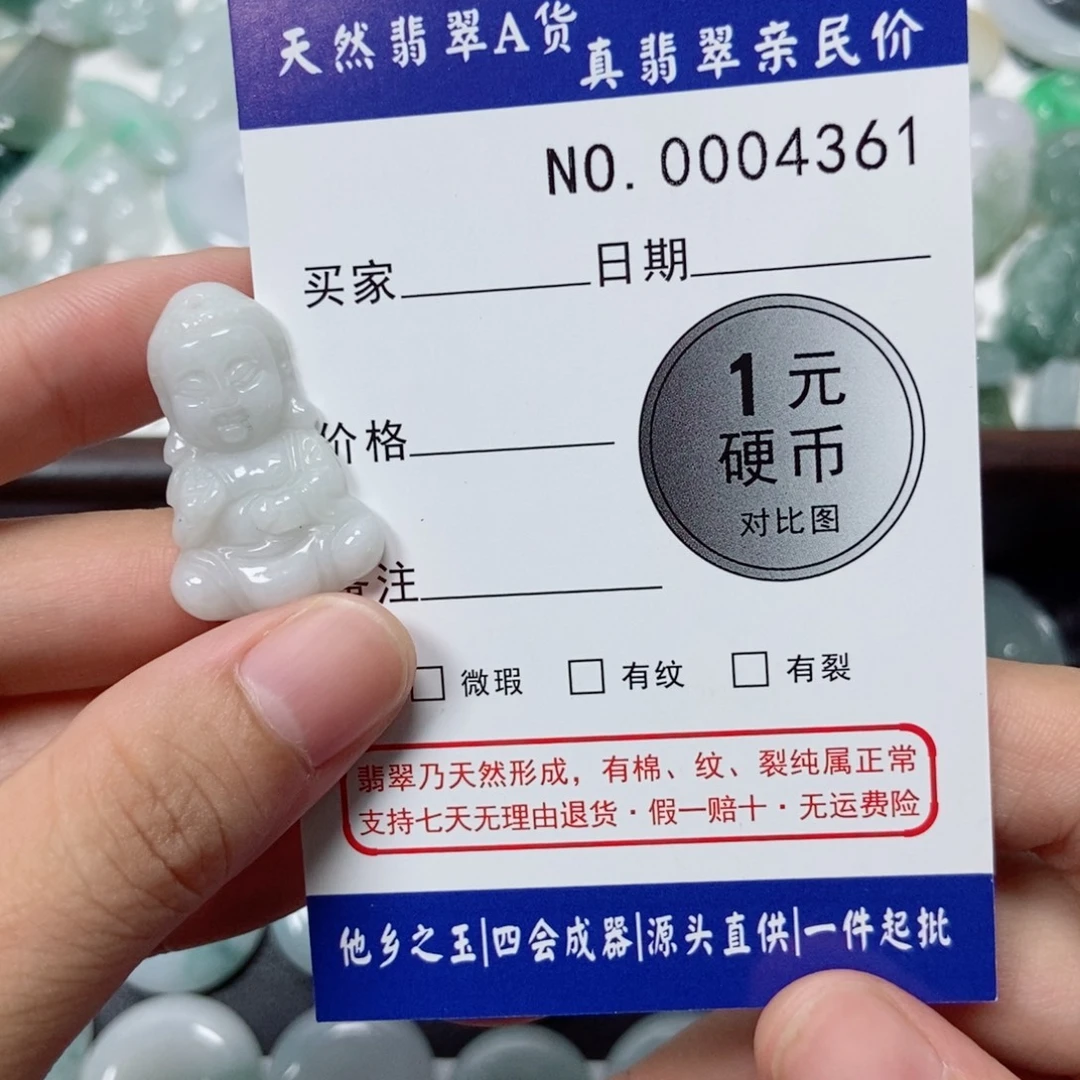 天然翡翠A货 真翡翠亲民价
NO. 0004361
买家 日期
价格
1元
硬币
对比图
注
微瑕 有纹 有裂
翡翠乃天然形成，有棉、纹、裂纯属正常
支持七天无理由退货·假一赔十·无运费险
他乡之玉|四会成器|源头直供|一件起批